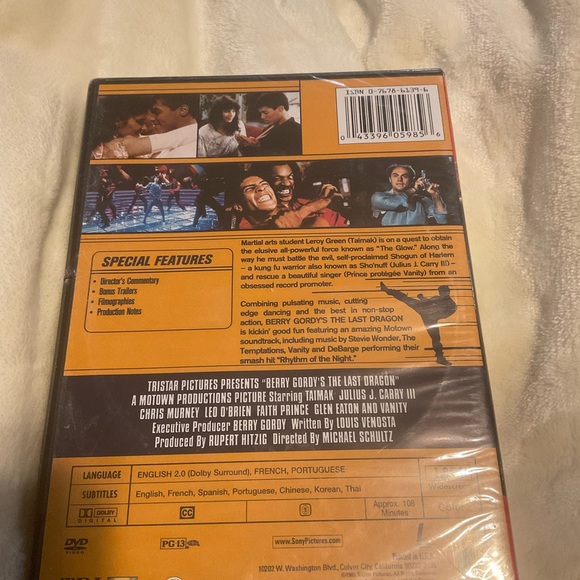 ISBN 0-7678-6139-6
0 43396 05985 6
Martial arts student Leroy Green (Taimak) is on a quest to obtain
the elusive all-powerful force known as "The Glow." Along the
way he must battle the evil, self-proclaimed Shogun of Harlem
– a kung fu warrior also known as Sho'nuff (Julius J. Carry III) –
and rescue a beautiful singer (Prince protégée Vanity) from an
obsessed record promoter.
SPECIAL FEATURES
• Director's Commentary
• Bonus Trailers
• Filmographies
• Production Notes
Combining pulsating music, cutting
edge dancing and the best in non-stop
action, BERRY GORDY'S THE LAST DRAGON
is kickin' good fun featuring an amazing Motown
soundtrack, including music by Stevie Wonder, The
Temptations, Vanity and DeBarge performing their
smash hit "Rhythm of the Night."
TRISTAR PICTURES PRESENTS "BERRY GORDY'S THE LAST DRAGON"
A MOTOWN PRODUCTIONS PICTURE Starring TAIMAK JULIUS J. CARRY III
CHRIS MURNEY LEO O'BRIEN FAITH PRINCE GLEN EATON AND VANITY
Executive Producer BERRY GORDY Written By LOUIS VENOSTA
Produced By RUPERT HITZIG Directed By MICHAEL SCHULTZ
LANGUAGE ENGLISH 2.0 (Dolby Surround), FRENCH, PORTUGUESE
SUBTITLES English, French, Spanish, Portuguese, Chinese, Korean, Thai
DOLBY DIGITAL CC 1 Approx. 108
Minutes Color
DVD VIDEO PG-13 www.SonyPictures.com
Printed in U.S.A.
10202 W. Washington Blvd., Culver City, California